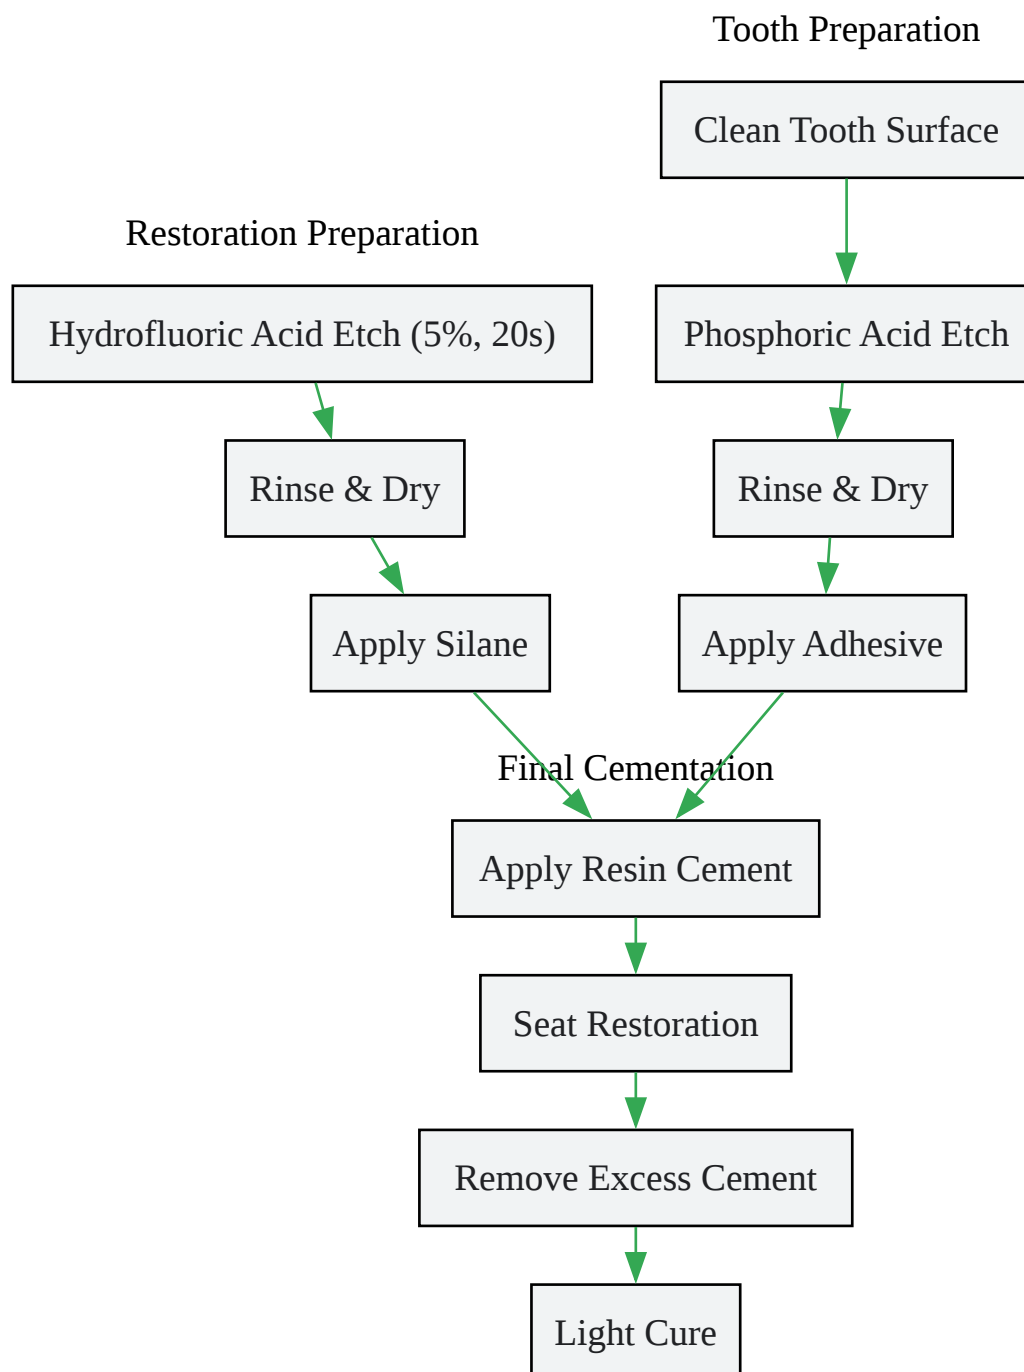 Tooth Preparation
Clean Tooth Surface
Restoration Preparation
Hydrofluoric Acid Etch (5%, 20s)
Phosphoric Acid Etch
Rinse & Dry
Rinse & Dry
Apply Silane
Apply Adhesive
Final Cementation
Apply Resin Cement
Seat Restoration
Remove Excess Cement
Light Cure